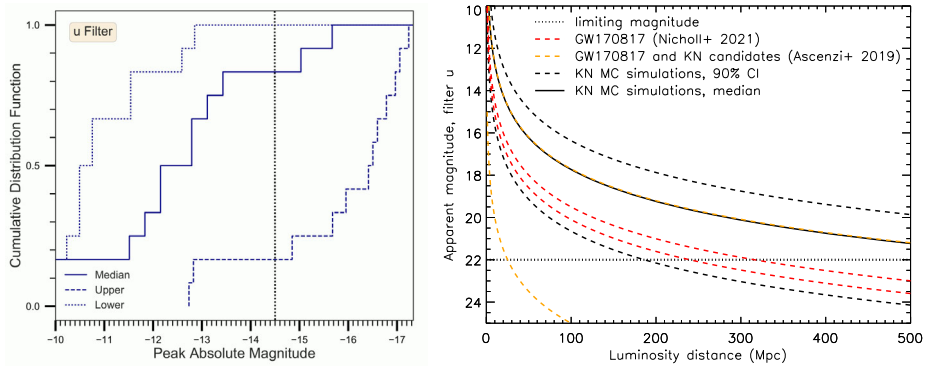 1.0
u Filter
Cumulative Distribution Function
0.5
Median
Upper
Lower
0.0
-10 -11 -12 -13 -14 -15 -16 -17
Peak Absolute Magnitude
10
limiting magnitude
GW170817 (Nicholl+ 2021)
12
GW170817 and KN candidates (Ascenzi+ 2019)
KN MC simulations, 90% CI
14
KN MC simulations, median
16
Apparent magnitude, filter u
18
20
22
24
0 100 200 300 400 500
Luminosity distance (Mpc)